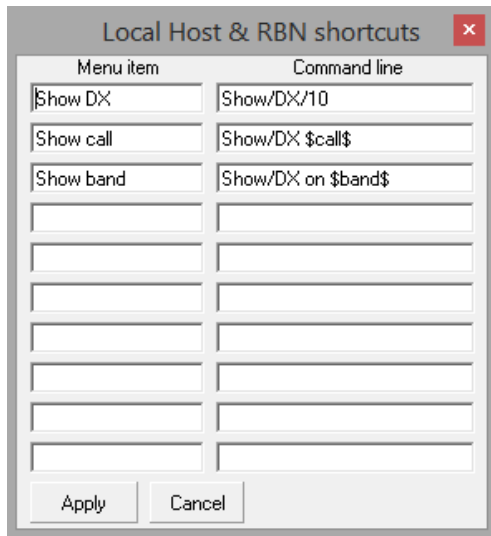 Local Host & RBN shortcuts
Menu item Command line
Show DX Show/DX/10
Show call Show/DX $call$
Show band Show/DX on $band$
Apply Cancel